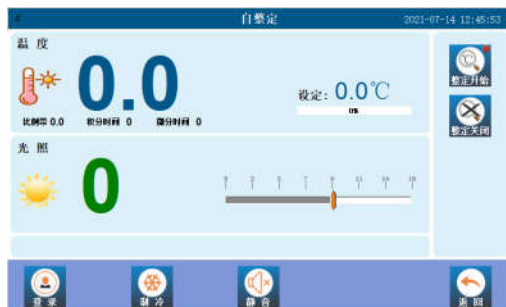 自整定
2021-07-14 12:45:53
温 度
0.0
设定: 0.0℃
0%
比例带 0.0 积分时间 0 微分时间 0
整定开始
整定关闭
光 照
0
登 录
制 冷
静 音
返 回